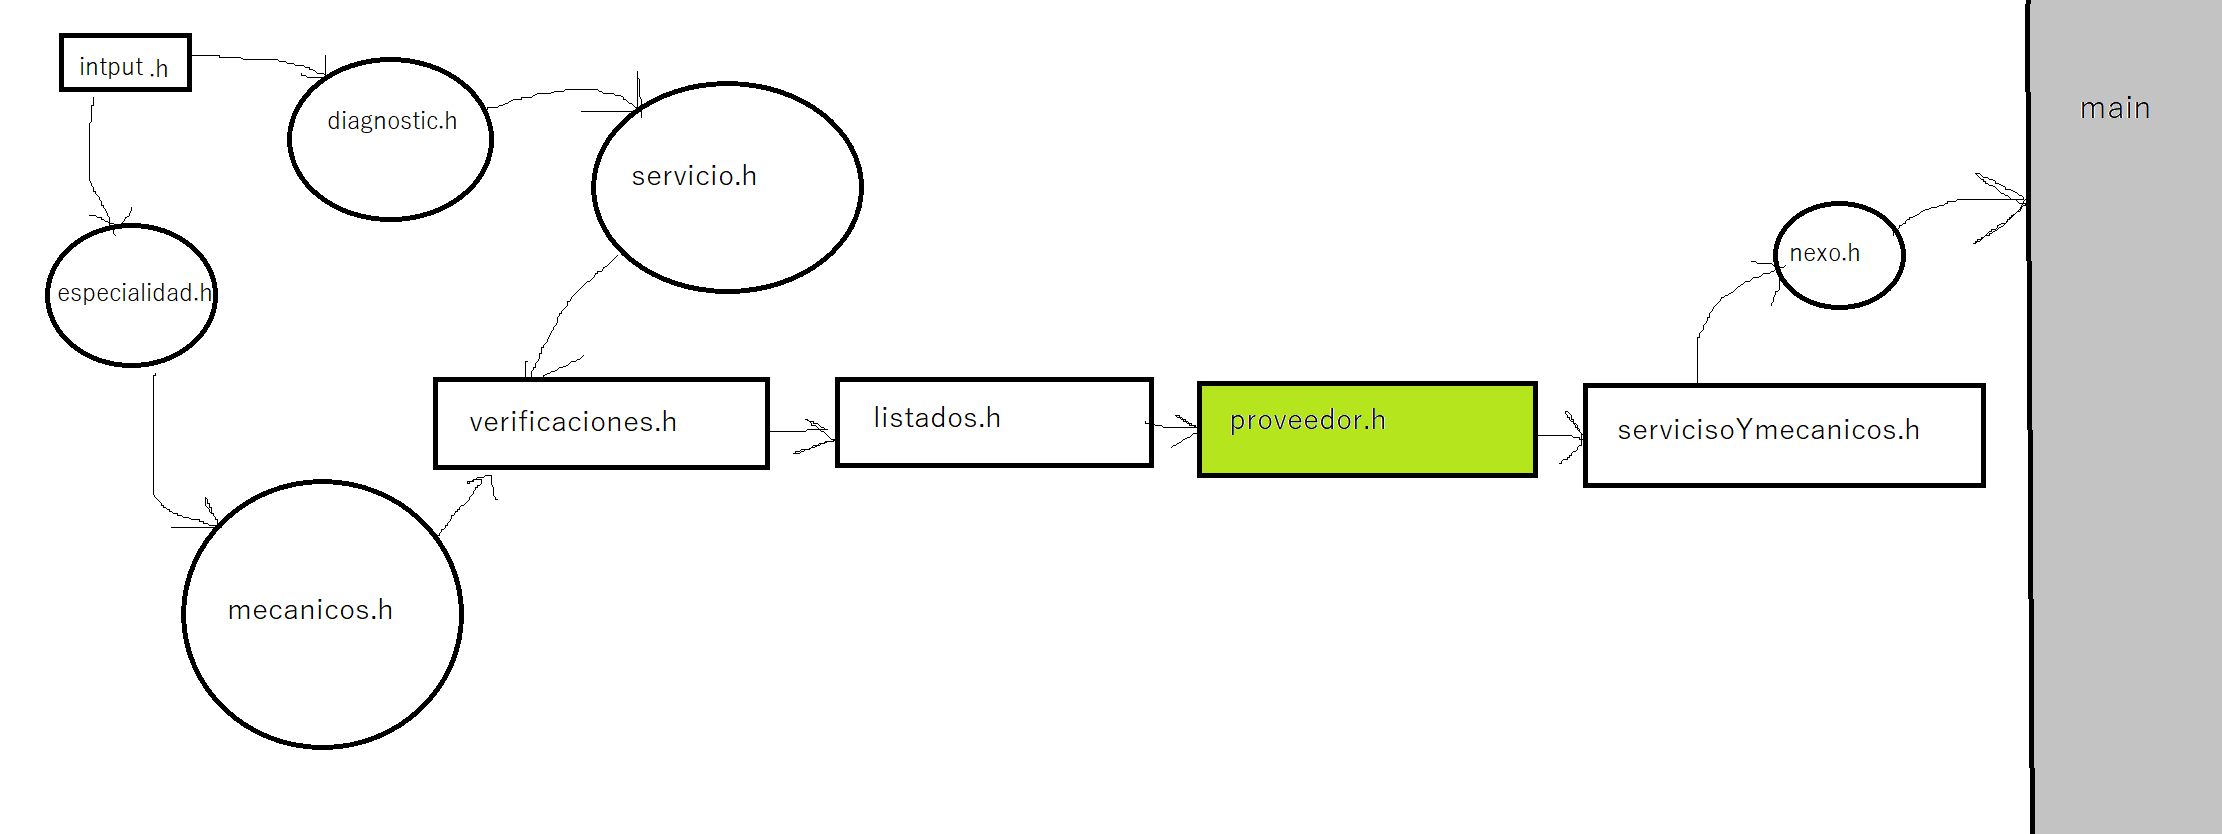 intput .h
diagnostic.h
servicio.h
main
especialidad.h
nexo.h
verificaciones.h
listados.h
proveedor.h
servicisoYmecanicos.h
mecanicos.h